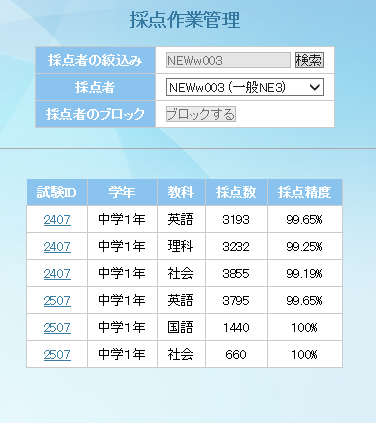 採点作業管理
採点者の絞込み NEWw003 検索
採点者 NEWw003 (一般NE3)
採点者のブロック ブロックする
試験ID 学年 教科 採点数 採点精度
2407 中学1年 英語 3193 99.65%
2407 中学1年 理科 3232 99.25%
2407 中学1年 社会 3855 99.19%
2507 中学1年 英語 3795 99.65%
2507 中学1年 国語 1440 100%
2507 中学1年 社会 660 100%